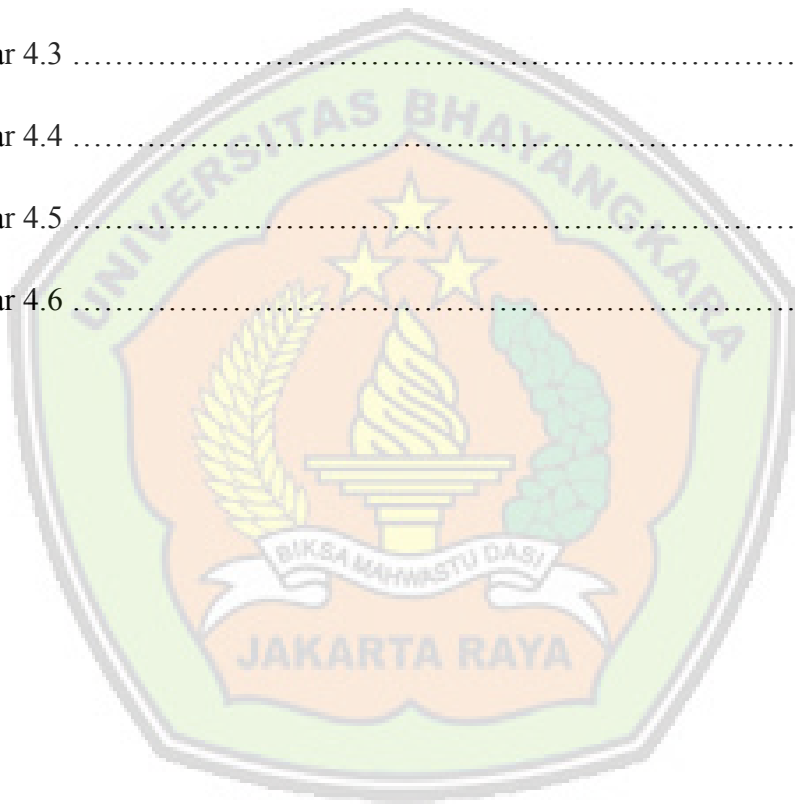 ar 4.3 ……………………………………………………………………
ar 4.4 ……………………………………………………………………
ar 4.5 ……………………………………………………………………
ar 4.6 ……………………………………………………………………
UNIVERSITAS BHAYANGKARA
BIKSA MAHWASTU DASI
JAKARTA RAYA